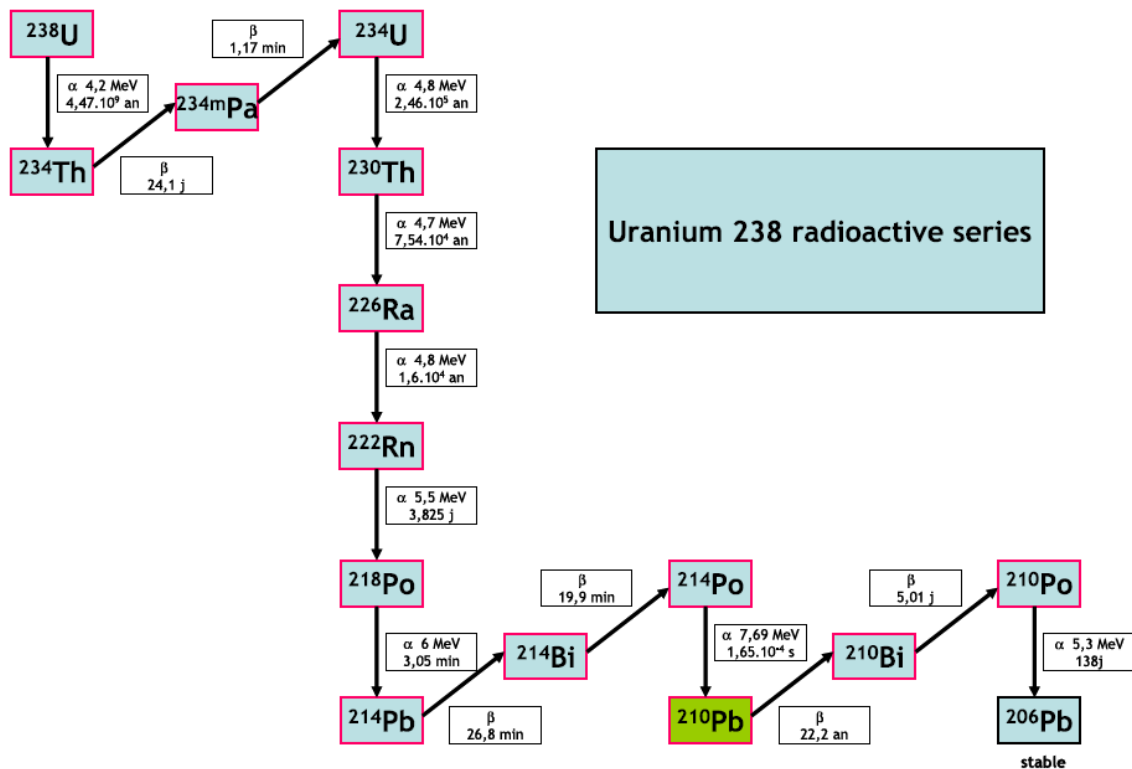 ²³⁸U
β
1,17 min
²³⁴U
α 4,2 MeV
4,47.10⁹ an
²³⁴ᵐPa
α 4,8 MeV
2,46.10⁵ an
²³⁴Th
β
24,1 j
²³⁰Th
Uranium 238 radioactive series
α 4,7 MeV
7,54.10⁴ an
²²⁶Ra
α 4,8 MeV
1,6.10⁴ an
²²²Rn
α 5,5 MeV
3,825 j
²¹⁸Po
β
19,9 min
²¹⁴Po
β
5,01 j
²¹⁰Po
α 6 MeV
3,05 min
²¹⁴Bi
α 7,69 MeV
1,65.10⁻⁴ s
²¹⁰Bi
α 5,3 MeV
138j
²¹⁴Pb
β
26,8 min
²¹⁰Pb
β
22,2 an
²⁰⁶Pb
stable